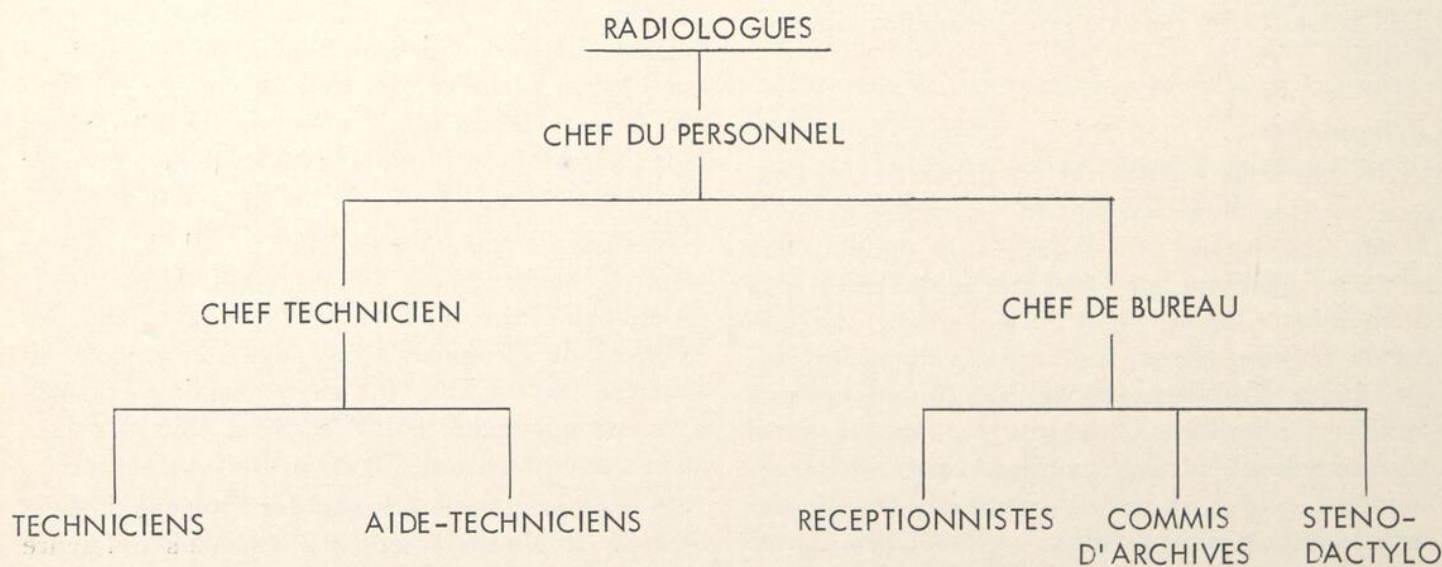 RADIOLOGUES
CHEF DU PERSONNEL
CHEF TECHNICIEN
CHEF DE BUREAU
TECHNICIENS
AIDE-TECHNICIENS
RECEPTIONNISTES
COMMIS
D'ARCHIVES
STENO-
DACTYLO